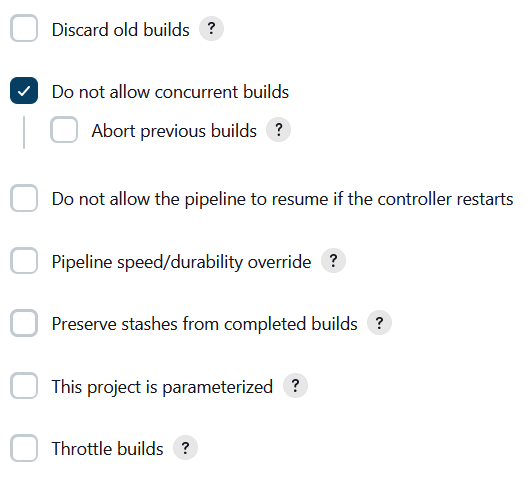 Discard old builds ?
Do not allow concurrent builds
Abort previous builds ?
Do not allow the pipeline to resume if the controller restarts
Pipeline speed/durability override ?
Preserve stashes from completed builds ?
This project is parameterized ?
Throttle builds ?